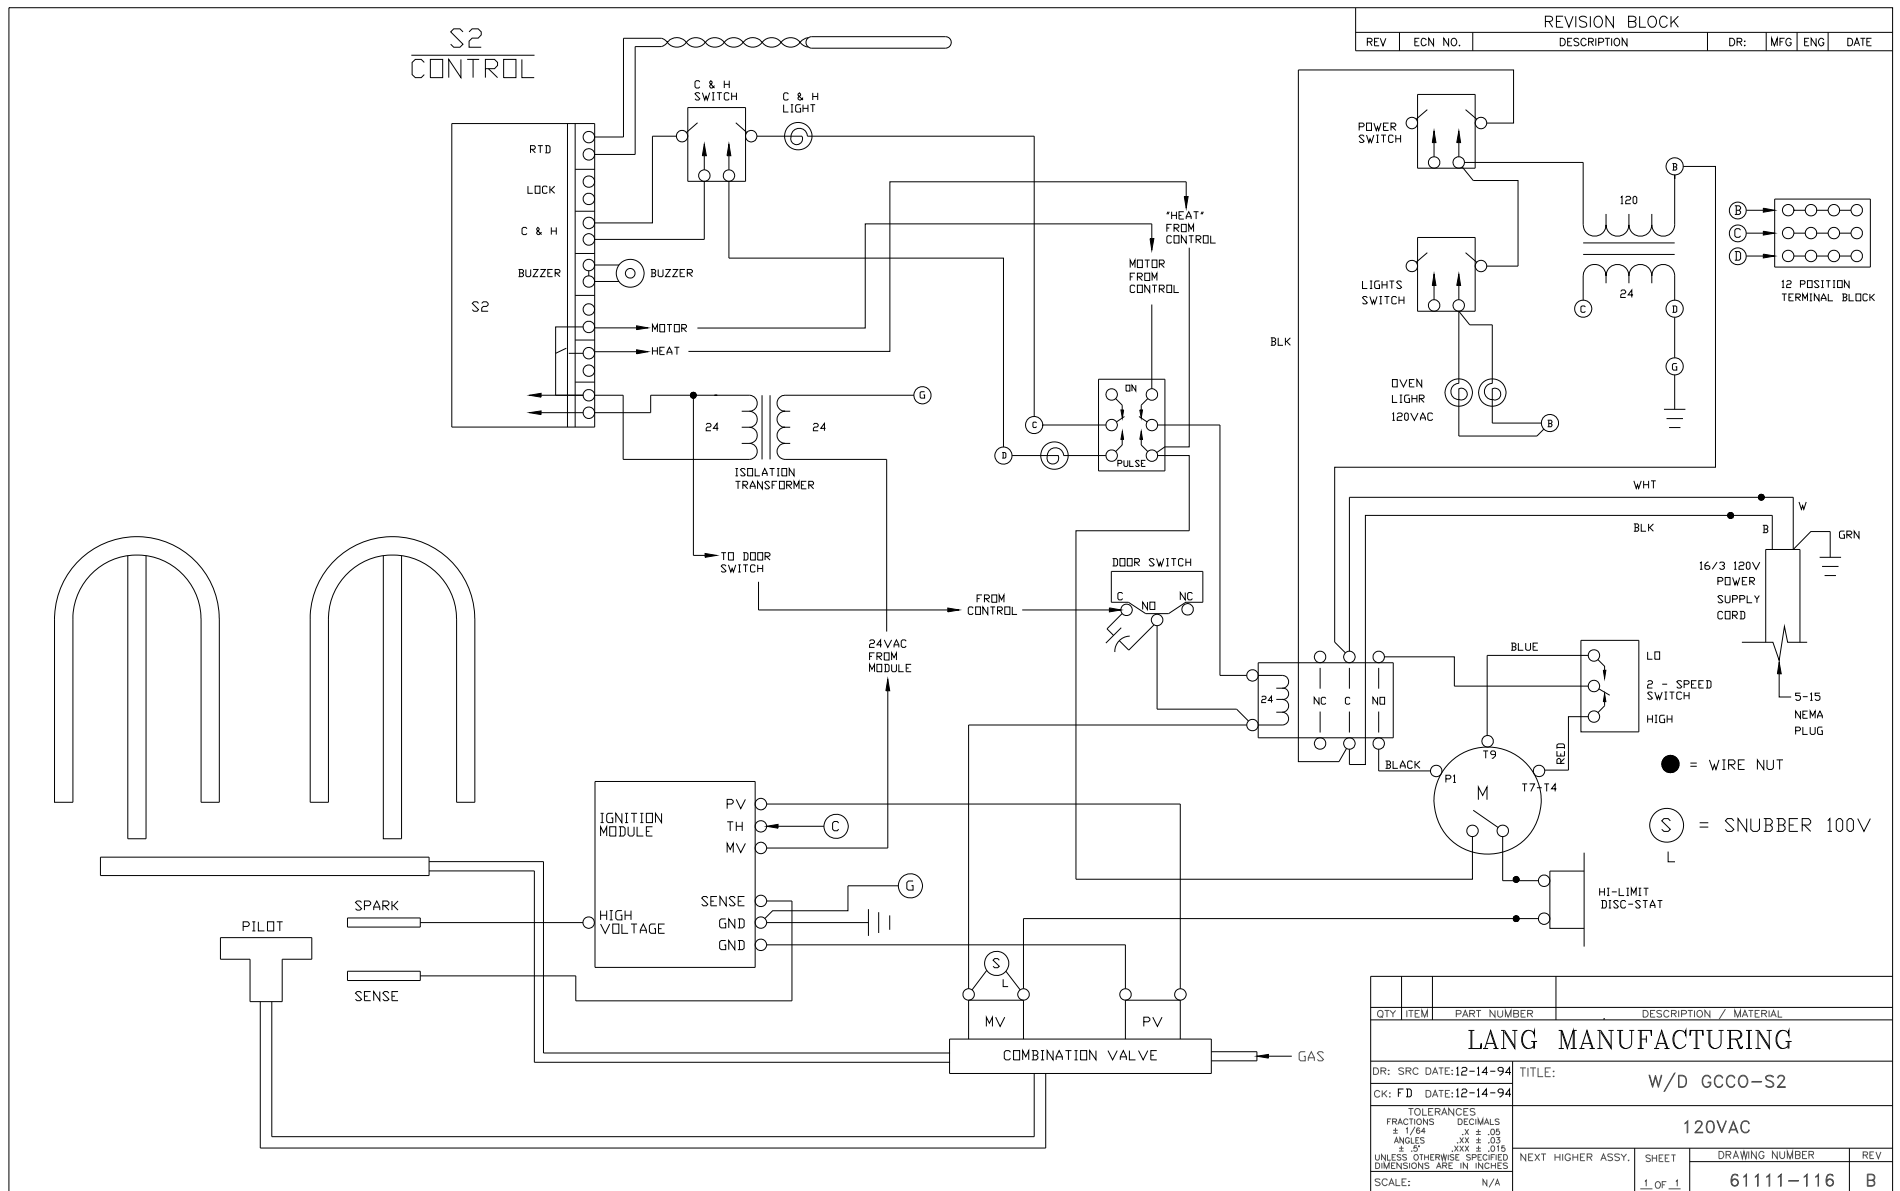 S2
CONTROL
REVISION BLOCK
REV ECN NO. DESCRIPTION DR: MFG ENG DATE
C & H
SWITCH
C & H
LIGHT
RTD
LOCK
C & H
BUZZER
BUZZER
S2
MOTOR
HEAT
"HEAT"
FROM
CONTROL
MOTOR
FROM
CONTROL
POWER
SWITCH
LIGHTS
SWITCH
BLK
OVEN
LIGHR
120VAC
B
B
120
24
C
D
G
B
C
D
12 POSITION
TERMINAL BLOCK
24
24
G
ISOLATION
TRANSFORMER
C
D
ON
PULSE
WHT
BLK
W
B
GRN
16/3 120V
POWER
SUPPLY
CORD
5-15
NEMA
PLUG
TO DOOR
SWITCH
FROM
CONTROL
DOOR SWITCH
C
NO
NC
24VAC
FROM
MODULE
24
NC
C
NO
BLUE
LO
2 - SPEED
SWITCH
HIGH
RED
BLACK
P1
T9
T7-T4
M
= WIRE NUT
S
L
= SNUBBER 100V
HI-LIMIT
DISC-STAT
IGNITION
MODULE
PV
TH
MV
C
SENSE
GND
GND
G
HIGH
VOLTAGE
SPARK
SENSE
PILOT
S
L
MV
PV
COMBINATION VALVE
GAS
QTY ITEM PART NUMBER . DESCRIPTION / MATERIAL
LANG MANUFACTURING
DR: SRC DATE:12-14-94
CK: FD DATE:12-14-94
TITLE:
W/D GCCO-S2
120VAC
TOLERANCES
FRACTIONS DECIMALS
± 1/64 .X ± .05
ANGLES .XX ± .03
± .5° .XXX ± .015
UNLESS OTHERWISE SPECIFIED
DIMENSIONS ARE IN INCHES
SCALE: N/A
NEXT HIGHER ASSY.
SHEET
1 OF 1
DRAWING NUMBER
61111-116
REV
B